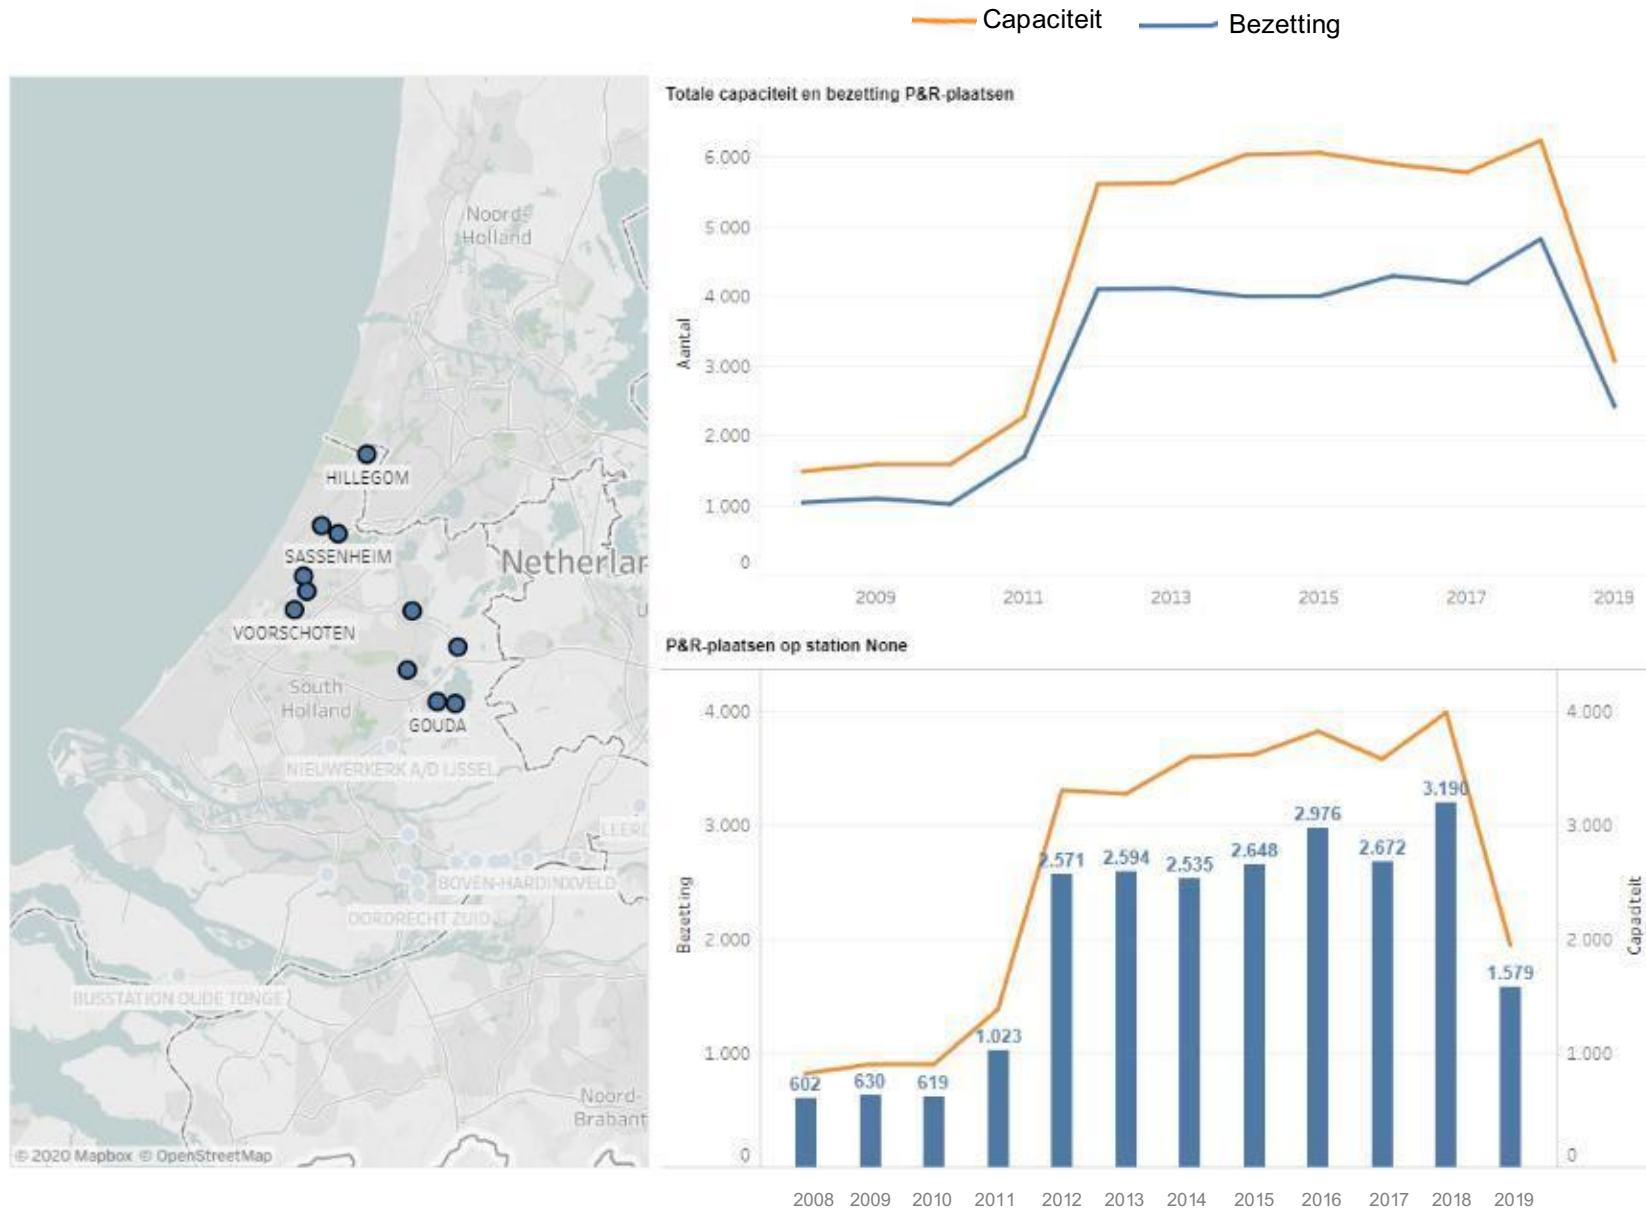 Capaciteit
Bezetting
Totale capaciteit en bezetting P&R-plaatsen
6.000
5.000
4 000
3.000
2.000
1 000
0
Aantal
2009
2011
2013
2015
2017
2019
Noord-
Holland
HILLEGOM
SASSENHEIM
Netherlan
VOORSCHOTEN
South
Holland
GOUDA
NIEUWERKERK A/D IJSSEL
LEERD
BOVEN-HARDINXVELD
DORDRECHT ZUID
BUSSTATION OUDE TONGE
Noord-
Brabant
© 2020 Mapbox © OpenStreetMap
P&R-plaatsen op station None
4.000
3.000
2 000
1.000
0
Bezetting
602
630
619
1.023
2.571
2.594
2.535
2.648
2.976
2.672
3.190
1.579
4 000
3.000
2 000
1 000
0
Capaciteit
2008 2009 2010 2011 2012 2013 2014 2015 2016 2017 2018 2019